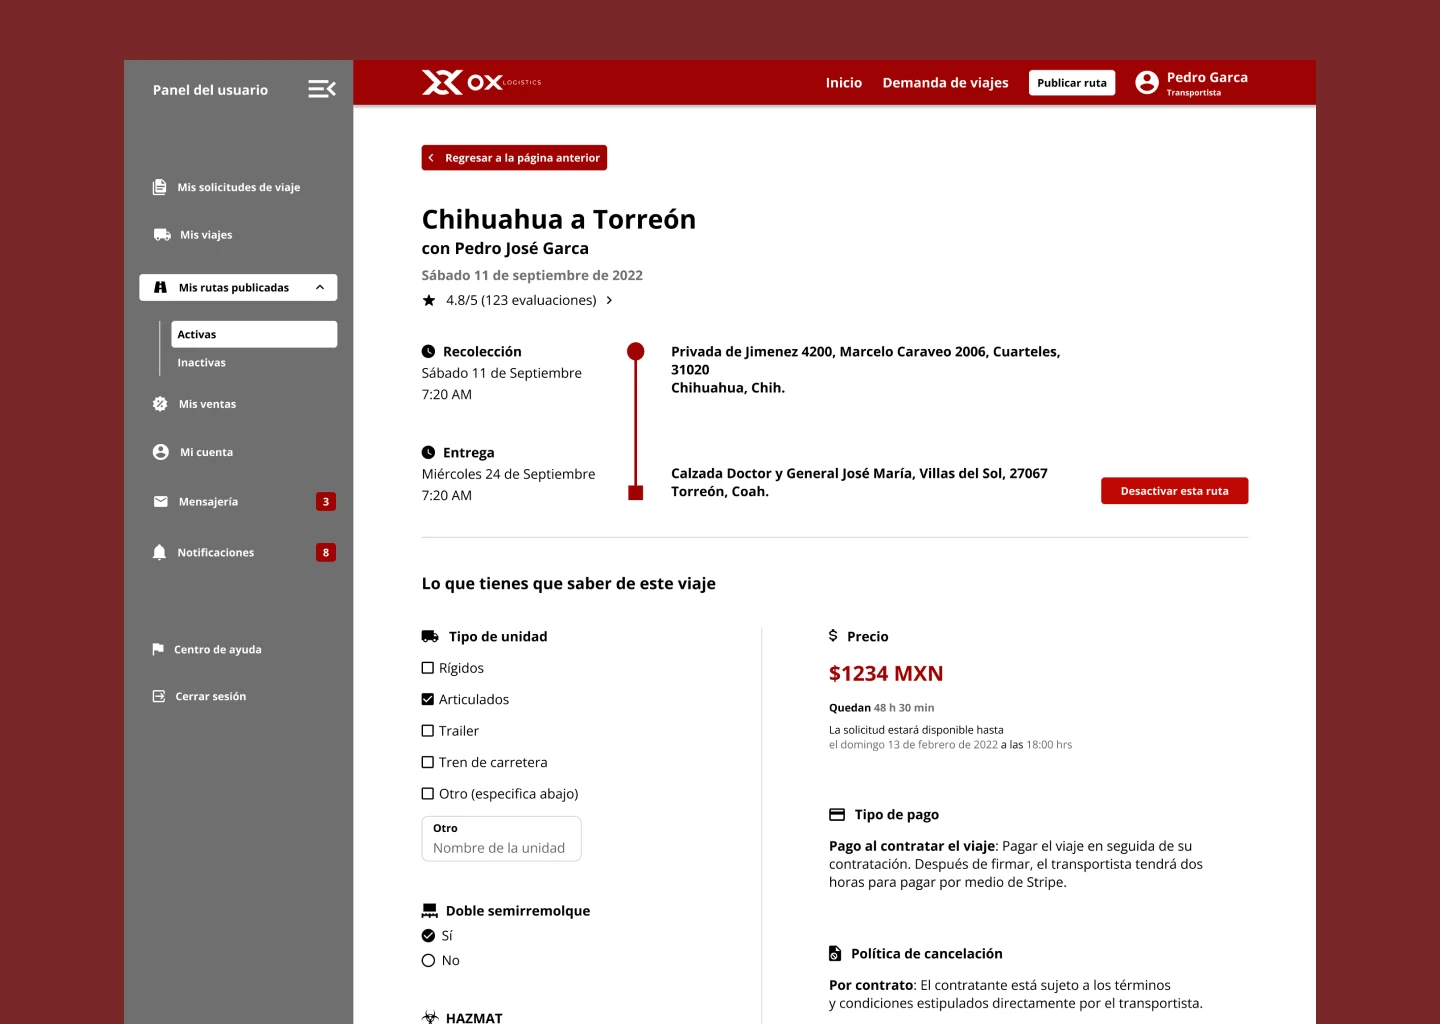 Panel del usuario
OX LOGISTICS
Inicio
Demanda de viajes
Publicar ruta
Pedro Garca
Transportista
Mis solicitudes de viaje
Mis viajes
Mis rutas publicadas
Activas
Inactivas
Mis ventas
Mi cuenta
Mensajería
3
Notificaciones
8
Centro de ayuda
Cerrar sesión
Regresar a la página anterior
Chihuahua a Torreón
con Pedro José Garca
Sábado 11 de septiembre de 2022
4.8/5 (123 evaluaciones)
Recolección
Sábado 11 de Septiembre
7:20 AM
Privada de Jimenez 4200, Marcelo Caraveo 2006, Cuarteles,
31020
Chihuahua, Chih.
Entrega
Miércoles 24 de Septiembre
7:20 AM
Calzada Doctor y General José María, Villas del Sol, 27067
Torreón, Coah.
Desactivar esta ruta
Lo que tienes que saber de este viaje
Tipo de unidad
Rígidos
Articulados
Trailer
Tren de carretera
Otro (especifica abajo)
Otro
Nombre de la unidad
Doble semirremolque
Sí
No
HAZMAT
$ Precio
$1234 MXN
Quedan 48 h 30 min
La solicitud estará disponible hasta
el domingo 13 de febrero de 2022 a las 18:00 hrs
Tipo de pago
Pago al contratar el viaje: Pagar el viaje en seguida de su
contratación. Después de firmar, el transportista tendrá dos
horas para pagar por medio de Stripe.
Política de cancelación
Por contrato: El contratante está sujeto a los términos
y condiciones estipulados directamente por el transportista.